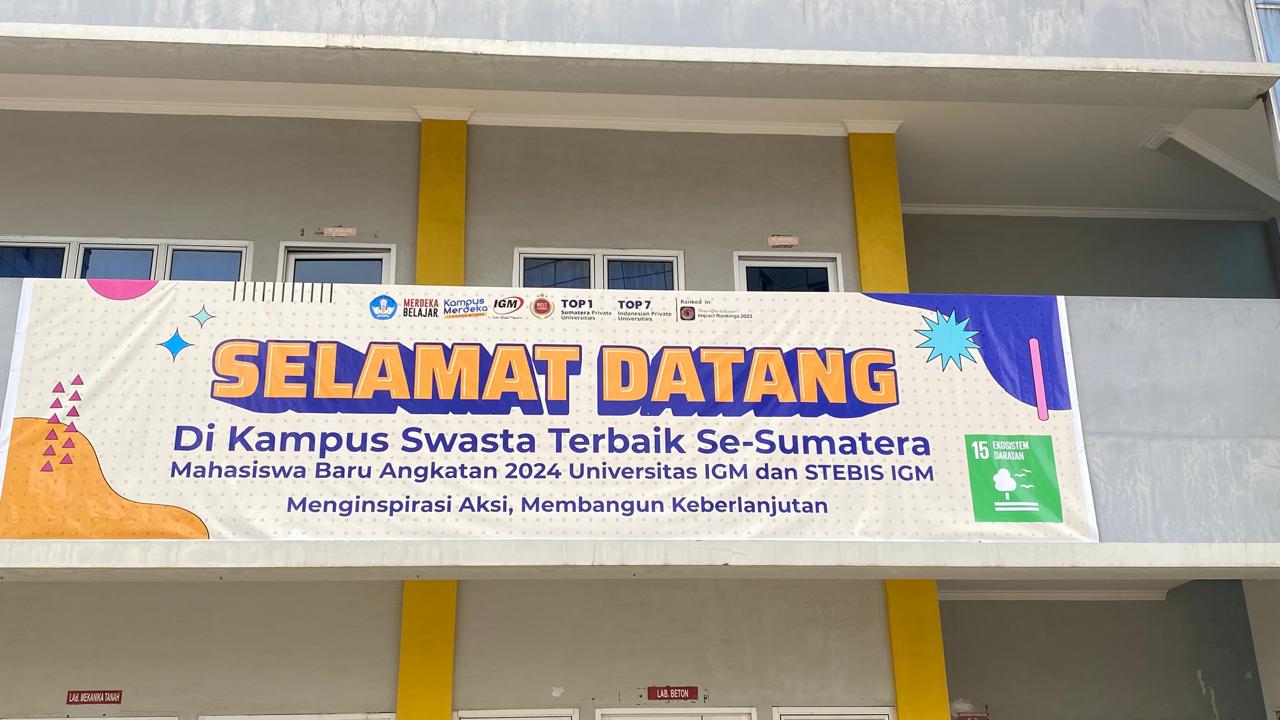 MERDEKA
BELAJAR
Kampus
Merdeka
IGM
TOP 1
Sumatera Private
Universities
TOP 7
Indonesian Private
Universities
Ranked in:
Impact Rankings 2023
SELAMAT DATANG
Di Kampus Swasta Terbaik Se-Sumatera
Mahasiswa Baru Angkatan 2024 Universitas IGM dan STEBIS IGM
Menginspirasi Aksi, Membangun Keberlanjutan
15 EKOSISTEM
DARATAN
LAB. MEKANIKA TANAH
LAB. BETON